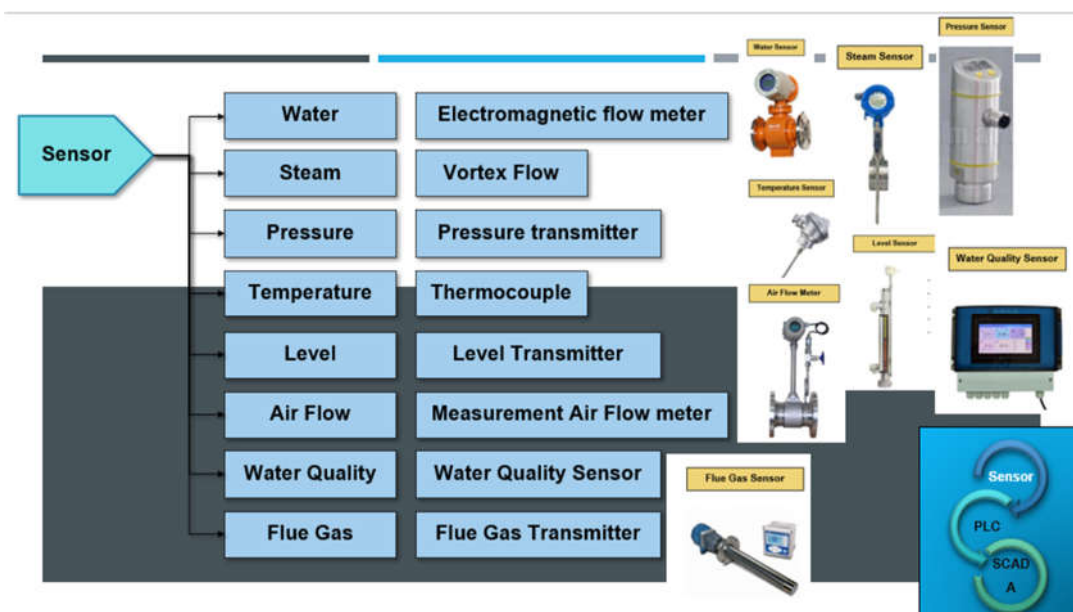 Sensor
Water
Electromagnetic flow meter
Steam
Vortex Flow
Pressure
Pressure transmitter
Temperature
Thermocouple
Level
Level Transmitter
Air Flow
Measurement Air Flow meter
Water Quality
Water Quality Sensor
Flue Gas
Flue Gas Transmitter
Water Sensor
Steam Sensor
Pressure Sensor
Temperature Sensor
Level Sensor
Water Quality Sensor
Air Flow Meter
Flue Gas Sensor
Sensor
PLC
SCAD
A